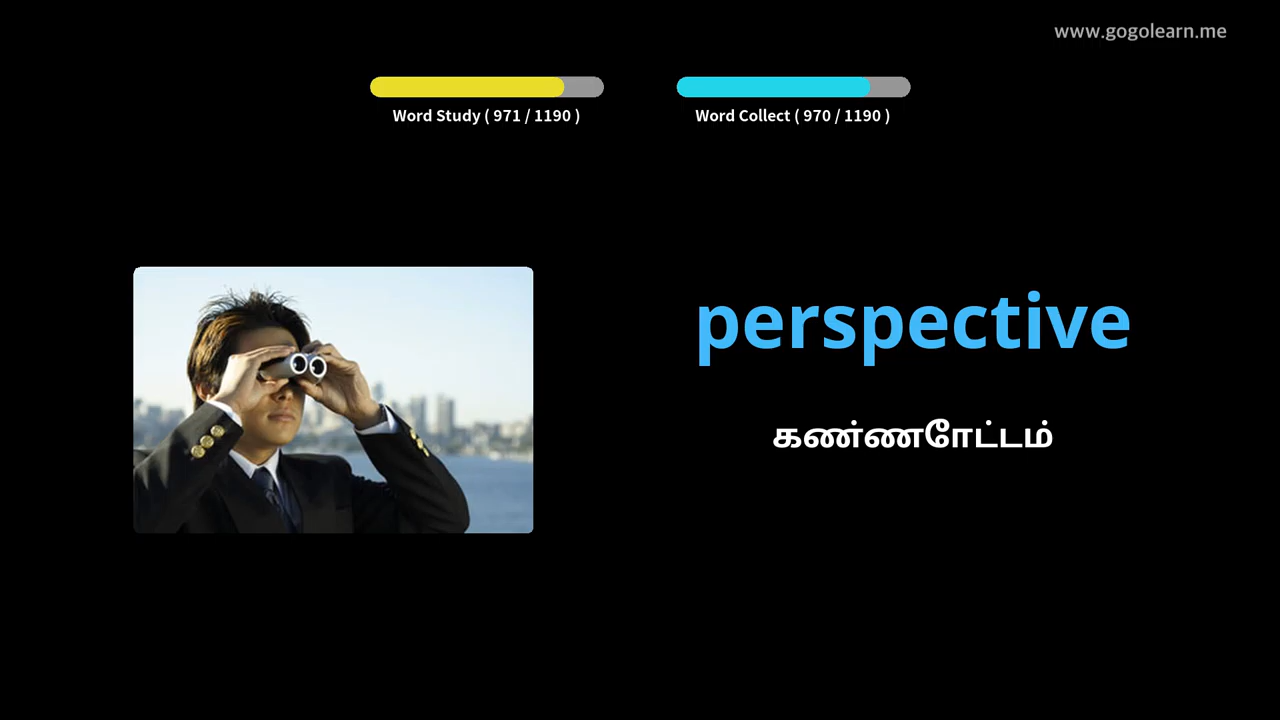 www.gogolearn.me
Word Study ( 971 / 1190 )
Word Collect ( 970 / 1190 )
perspective
கண்ணோட்டம்